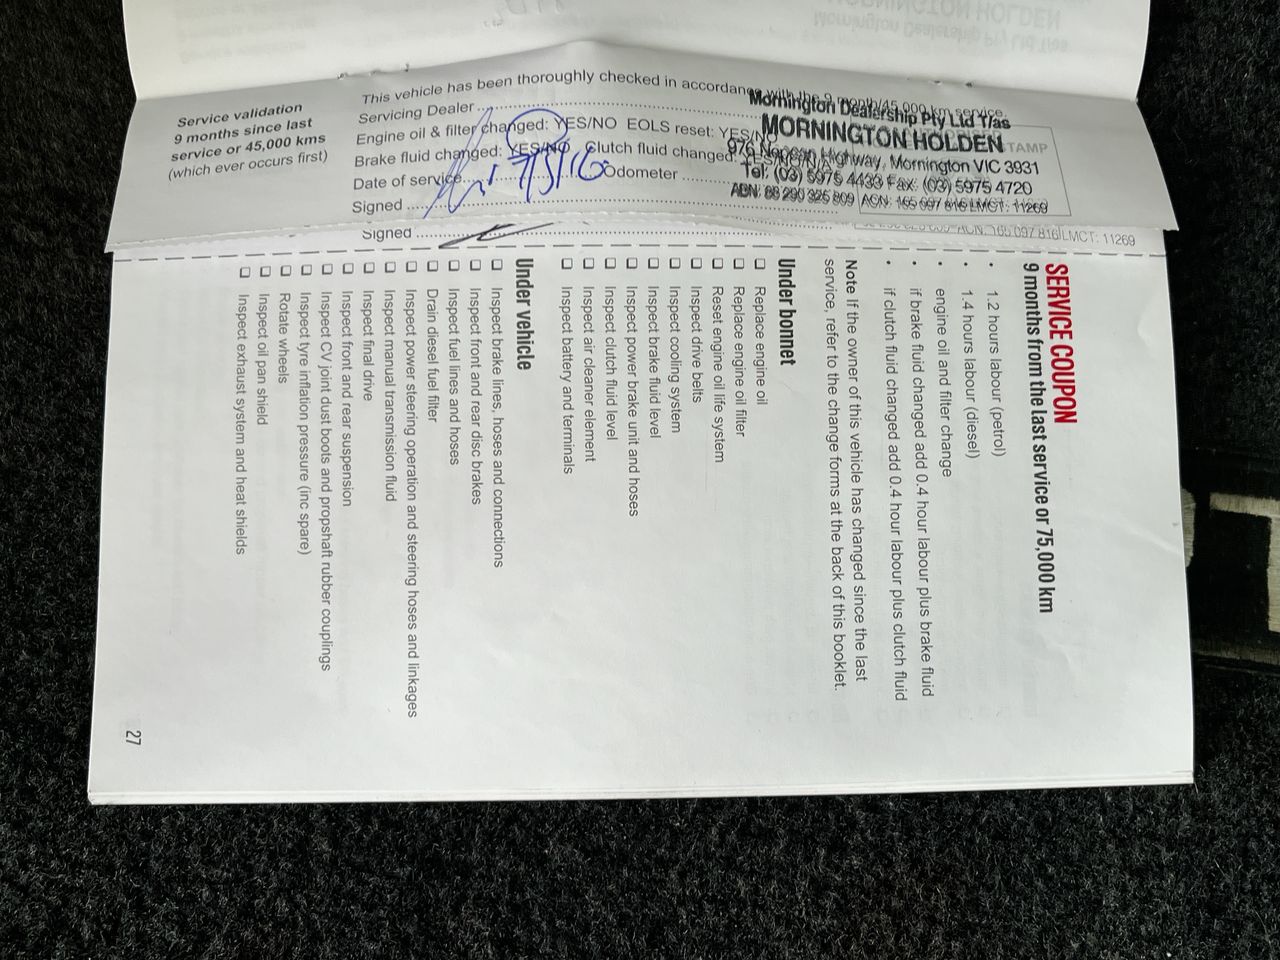 Service validation
9 months since last
service or 45,000 kms
(which ever occurs first)
This vehicle has been thoroughly checked in accordance with the 9 month/45,000 km service.
Servicing Dealer
Engine oil & filter changed: YES/NO EOLS reset: YES/NO
Brake fluid changed: YES/NO Clutch fluid changed: YES/NO/N/A
Date of service 7/5/16 Odometer
Signed
Mornington Dealership Pty Ltd T/as
MORNINGTON HOLDEN
976 Nepean Highway, Mornington VIC 3931
Tel: (03) 5975 4433 Fax: (03) 5975 4720
ABN: 86 290 325 809 ACN: 165 097 816 LMCT: 11269
TAMP
Signed
ACN: 165 097 816 LMCT: 11269
SERVICE COUPON
9 months from the last service or 75,000 km
• 1.2 hours labour (petrol)
• 1.4 hours labour (diesel)
• engine oil and filter change
• if brake fluid changed add 0.4 hour labour plus brake fluid
• if clutch fluid changed add 0.4 hour labour plus clutch fluid
Note If the owner of this vehicle has changed since the last
service, refer to the change forms at the back of this booklet.
Under bonnet
❑ Replace engine oil
❑ Replace engine oil filter
❑ Reset engine oil life system
❑ Inspect drive belts
❑ Inspect cooling system
❑ Inspect brake fluid level
❑ Inspect power brake unit and hoses
❑ Inspect clutch fluid level
❑ Inspect air cleaner element
❑ Inspect battery and terminals
Under vehicle
❑ Inspect brake lines, hoses and connections
❑ Inspect front and rear disc brakes
❑ Inspect fuel lines and hoses
❑ Drain diesel fuel filter
❑ Inspect power steering operation and steering hoses and linkages
❑ Inspect manual transmission fluid
❑ Inspect final drive
❑ Inspect front and rear suspension
❑ Inspect CV joint dust boots and propshaft rubber couplings
❑ Inspect tyre inflation pressure (inc spare)
❑ Rotate wheels
❑ Inspect oil pan shield
❑ Inspect exhaust system and heat shields
27